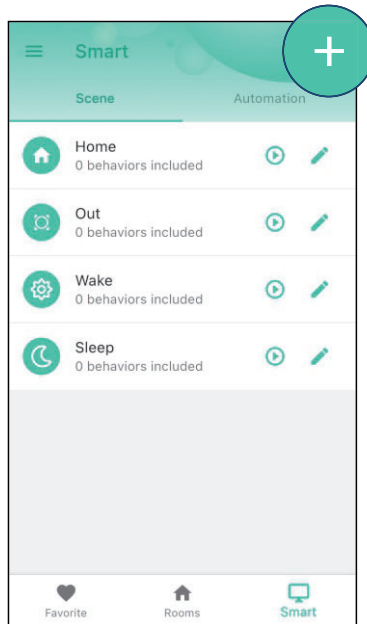 Smart
Scene Automation
Home
0 behaviors included
Out
0 behaviors included
Wake
0 behaviors included
Sleep
0 behaviors included
Favorite Rooms Smart